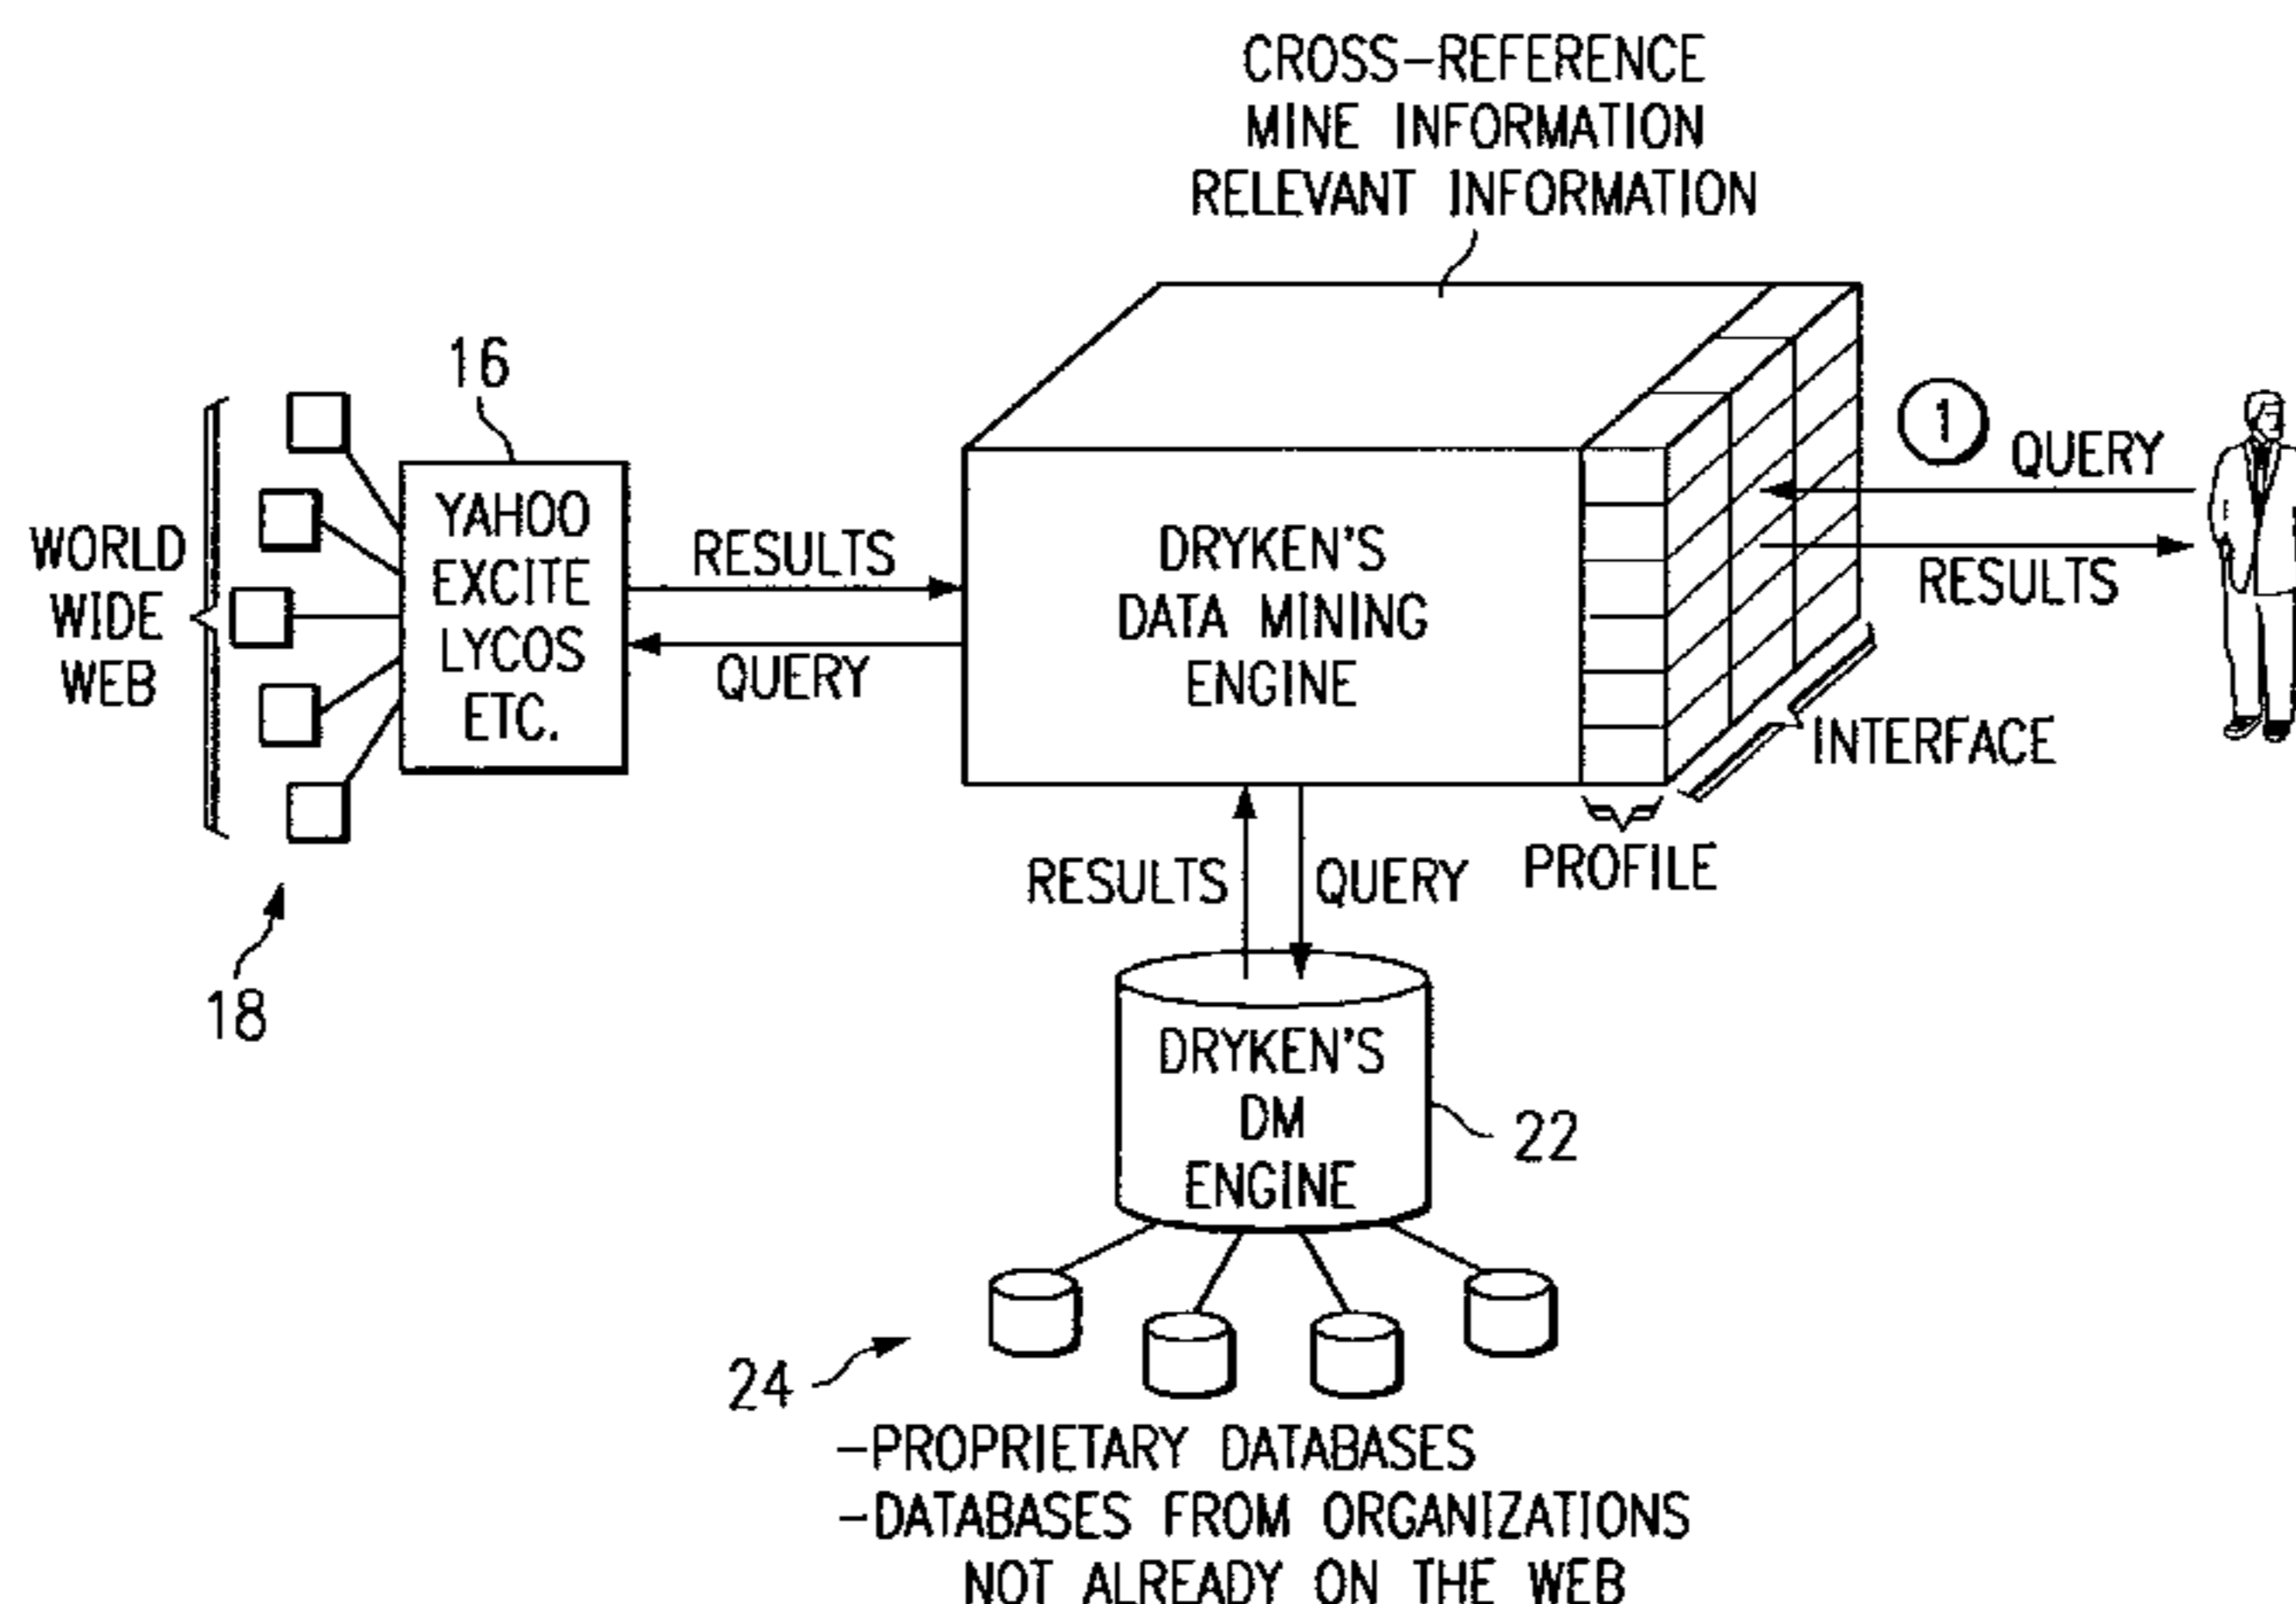 CROSS-REFERENCE
MINE INFORMATION
RELEVANT INFORMATION
16
1
QUERY
RESULTS
WORLD
WIDE
WEB
YAHOO
EXCITE
LYCOS
ETC.
RESULTS
QUERY
DRYKEN'S
DATA MINING
ENGINE
INTERFACE
PROFILE
RESULTS
QUERY
18
DRYKEN'S
DM
ENGINE
22
24
-PROPRIETARY DATABASES
-DATABASES FROM ORGANIZATIONS
NOT ALREADY ON THE WEB